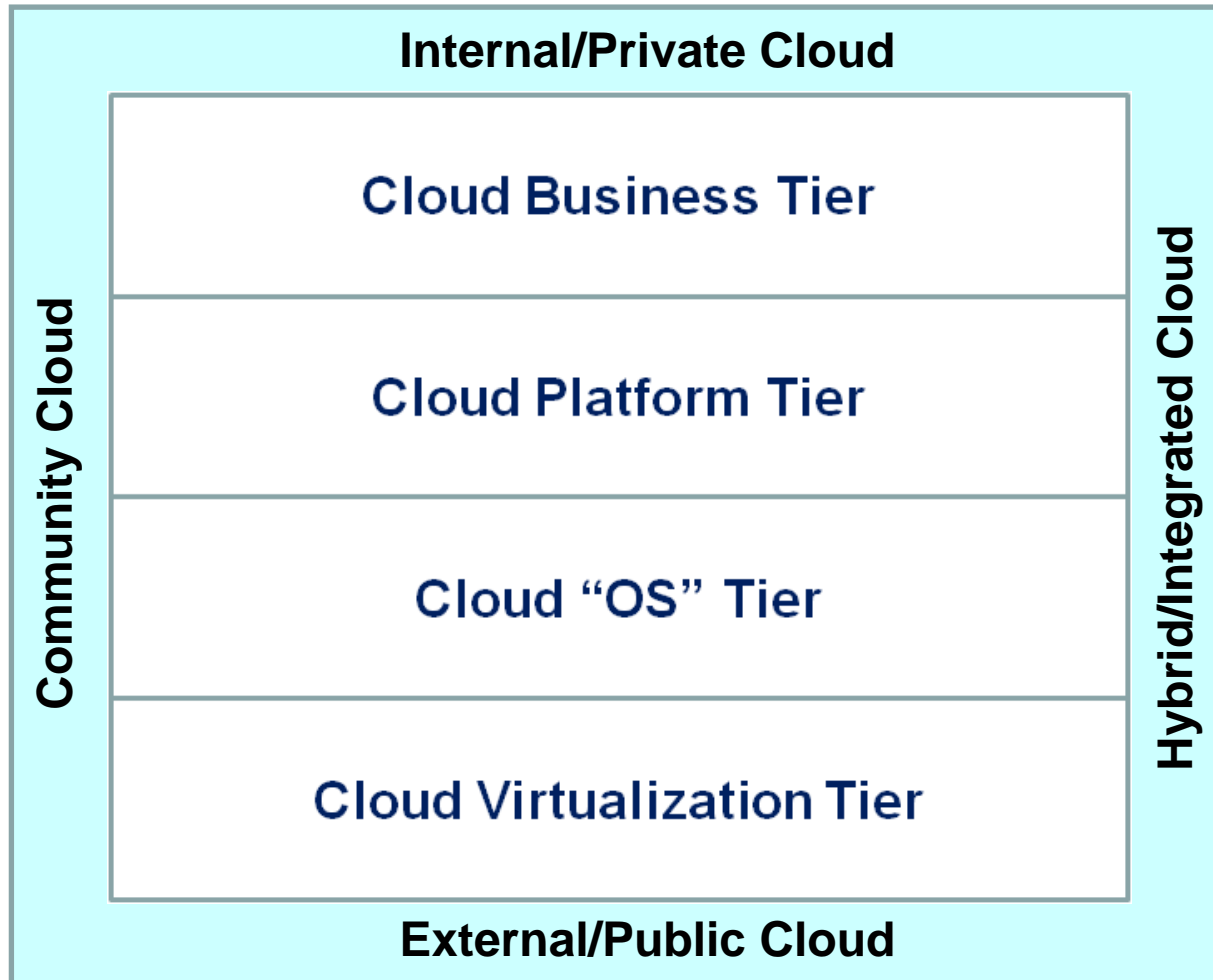 Internal/Private Cloud
Community Cloud
Cloud Business Tier
Cloud Platform Tier
Cloud “OS” Tier
Cloud Virtualization Tier
Hybrid/Integrated Cloud
External/Public Cloud